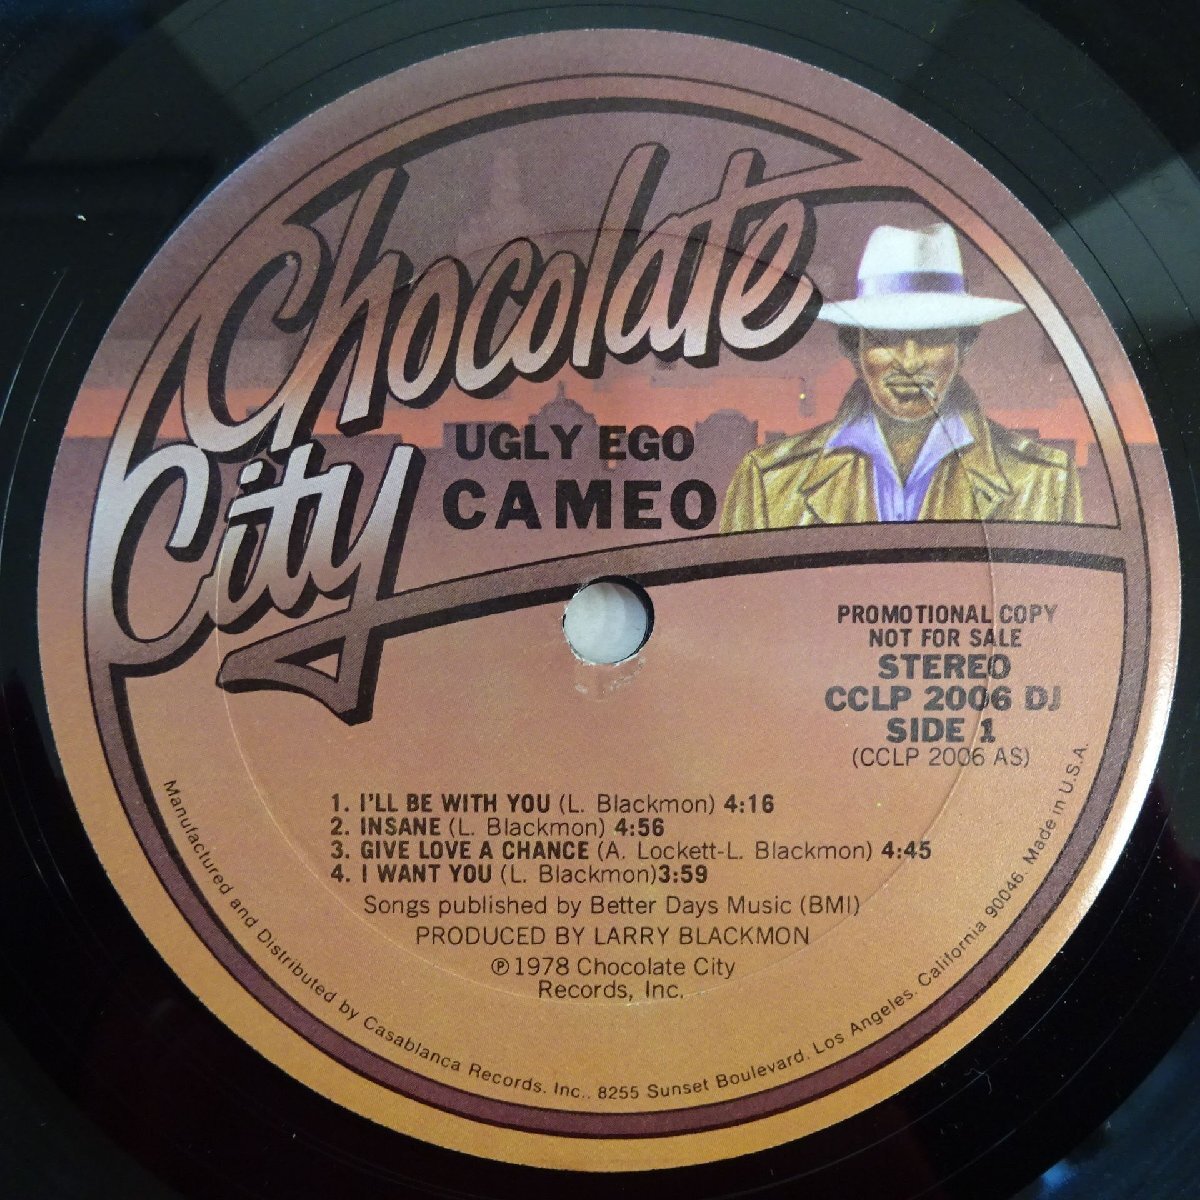 Chocolate
City
UGLY EGO
CAMEO
PROMOTIONAL COPY
NOT FOR SALE
STEREO
CCLP 2006 DJ
SIDE 1
(CCLP 2006 AS)
1. I'LL BE WITH YOU (L. Blackmon) 4:16
2. INSANE (L. Blackmon) 4:56
3. GIVE LOVE A CHANCE (A. Lockett-L. Blackmon) 4:45
4. I WANT YOU (L. Blackmon)3:59
Songs published by Better Days Music (BMI)
PRODUCED BY LARRY BLACKMON
℗ 1978 Chocolate City
Records, Inc.
Manufactured and Distributed by Casablanca Records, Inc., 8255 Sunset Boulevard, Los Angeles, California 90046. Made in U.S.A.